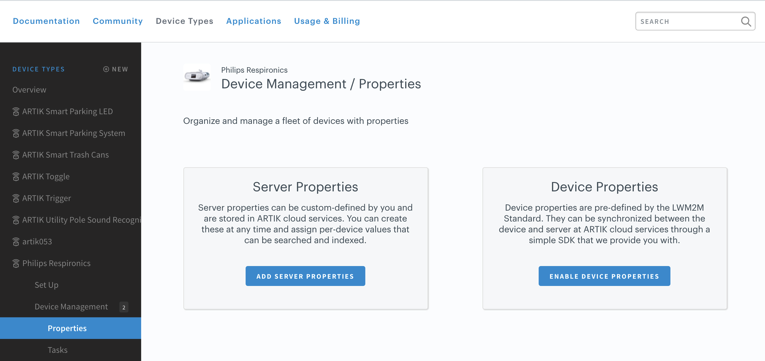 Documentation
Community
Device Types
Applications
Usage & Billing
SEARCH
DEVICE TYPES
NEW
Overview
ARTIK Smart Parking LED
ARTIK Smart Parking System
ARTIK Smart Trash Cans
ARTIK Toggle
ARTIK Trigger
ARTIK Utility Pole Sound Recogni
artik053
Philips Respironics
Set Up
Device Management 2
Properties
Tasks
Philips Respironics
Device Management / Properties
Organize and manage a fleet of devices with properties
Server Properties
Server properties can be custom-defined by you and
are stored in ARTIK cloud services. You can create
these at any time and assign per-device values that
can be searched and indexed.
ADD SERVER PROPERTIES
Device Properties
Device properties are pre-defined by the LWM2M
Standard. They can be synchronized between the
device and server at ARTIK cloud services through a
simple SDK that we provide you with.
ENABLE DEVICE PROPERTIES